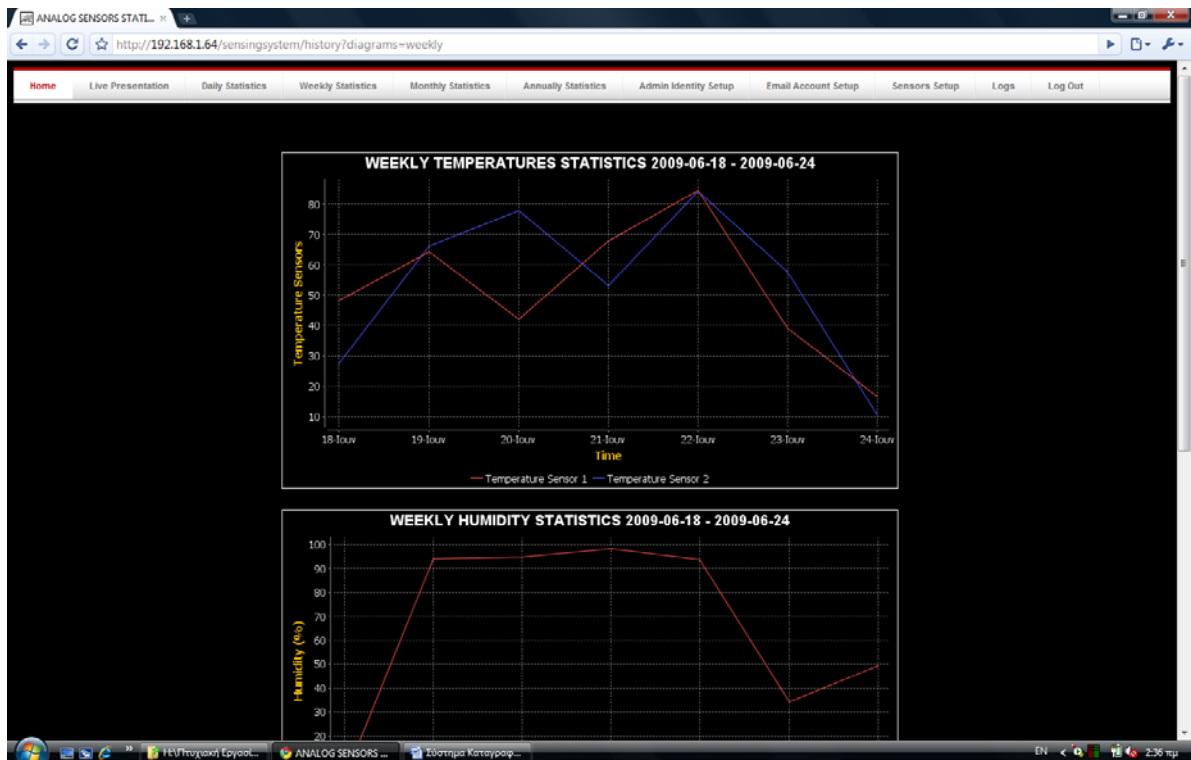 ANALOG SENSORS STATI...
http://192.168.1.64/sensingsystem/history?diagrams=weekly
Home Live Presentation Daily Statistics Weekly Statistics Monthly Statistics Annually Statistics Admin Identity Setup Email Account Setup Sensors Setup Logs Log Out
WEEKLY TEMPERATURES STATISTICS 2009-06-18 - 2009-06-24
Temperature Sensors
80
70
60
50
40
30
20
10
18-Ιουν 19-Ιουν 20-Ιουν 21-Ιουν 22-Ιουν 23-Ιουν 24-Ιουν
Time
Temperature Sensor 1 Temperature Sensor 2
WEEKLY HUMIDITY STATISTICS 2009-06-18 - 2009-06-24
Humidity (%)
100
90
80
70
60
50
40
30
20
H:\Πτυχιακή Εργασί... ANALOG SENSORS ... Σύστημα Καταγραφ... EN 2:36 πμ